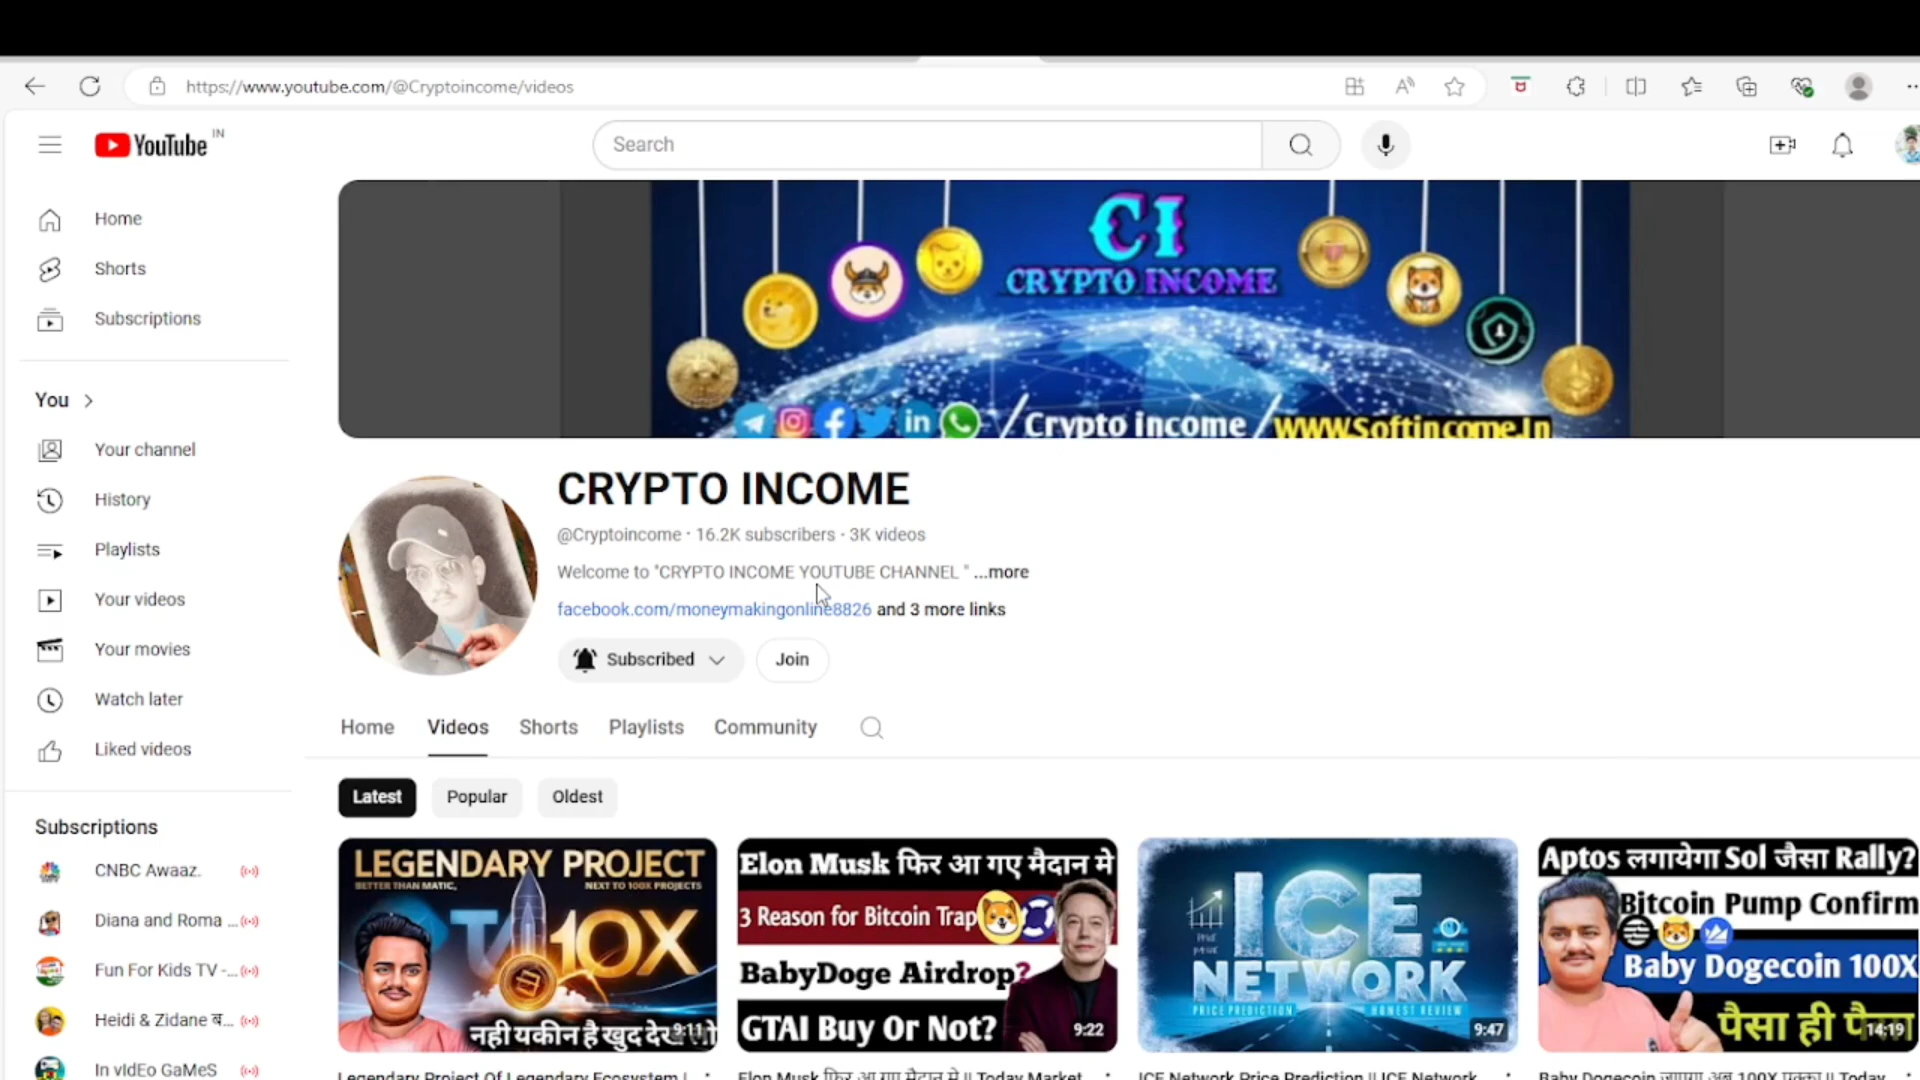 https://www.youtube.com/@Cryptoincome/videos
YouTube IN
Search
Home
Shorts
Subscriptions
You
Your channel
History
Playlists
Your videos
Your movies
Watch later
Liked videos
Subscriptions
CNBC Awaaz.
Diana and Roma ...
Fun For Kids TV -...
Heidi & Zidane ब...
In vIdEo GaMeS
CI
CRYPTO INCOME
/Crypto income /WWW.Softincome.In
CRYPTO INCOME
@Cryptoincome · 16.2K subscribers · 3K videos
Welcome to "CRYPTO INCOME YOUTUBE CHANNEL " ...more
facebook.com/moneymakingonline8826 and 3 more links
Subscribed
Join
Home Videos Shorts Playlists Community
Latest Popular Oldest
LEGENDARY PROJECT
BETTER THAN MATIC, NEXT TO 100X PROJECTS
10X
नही यकीन है खुद
9:11
Legendary Project Of Legendary Ecosystem |
Elon Musk फिर आ गए मैदान मे
3 Reason for Bitcoin Trap
BabyDoge Airdrop?
GTAI Buy Or Not?
9:22
Elon Musk फिर आ गए मैदान मे || Today Market
ICE
NETWORK
PRICE PREDICTION HONEST REVIEW
9:47
ICE Network Price Prediction || ICE Network
Aptos लगायेगा Sol जैसा Rally?
Bitcoin Pump Confirm
Baby Dogecoin 100X
पैसा ही पैसा
14:19
Baby Dogecoin जाएगा अब 100X पक्का || Today